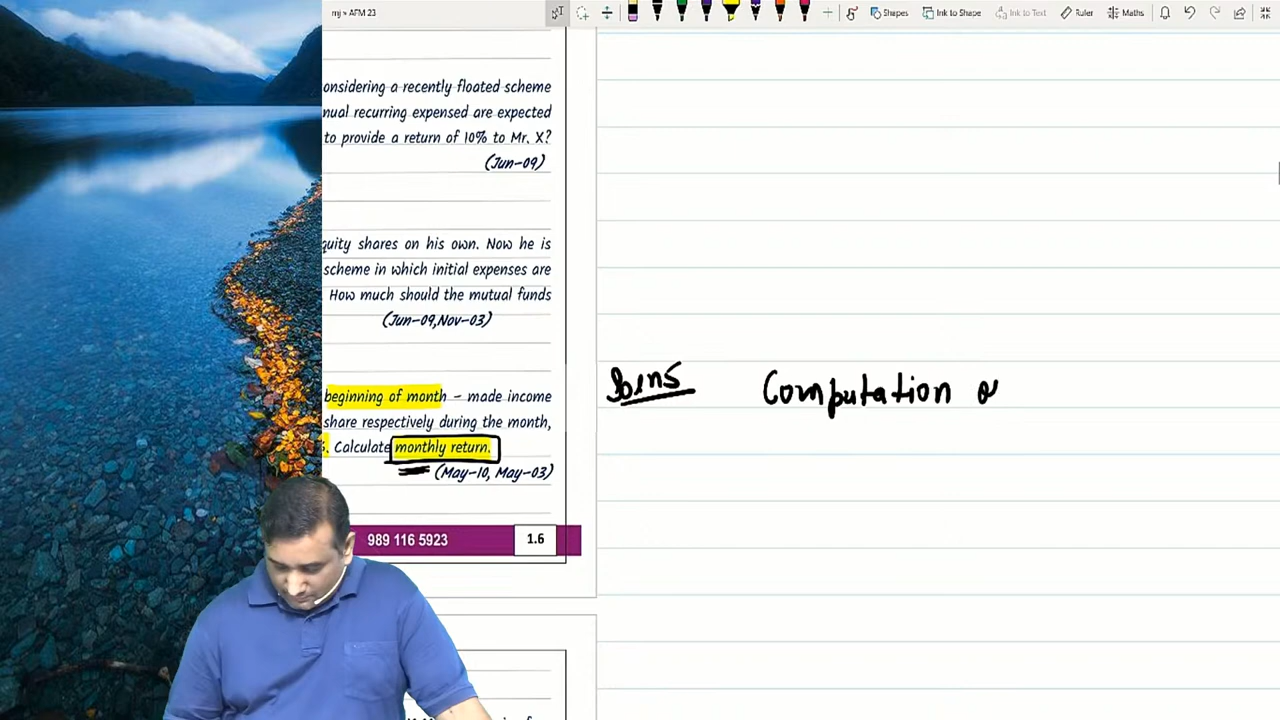 mj » AFM 23
Shapes
Ink to Shape
Ink to Text
Ruler
Maths
onsidering a recently floated scheme
nual recurring expensed are expected
to provide a return of 10% to Mr. X?
(Jun-09)
quity shares on his own. Now he is
scheme in which initial expenses are
How much should the mutual funds
(Jun-09,Nov-03)
beginning of month – made income
share respectively during the month,
. Calculate monthly return.
(May-10, May-03)
989 116 5923
1.6
Computation o